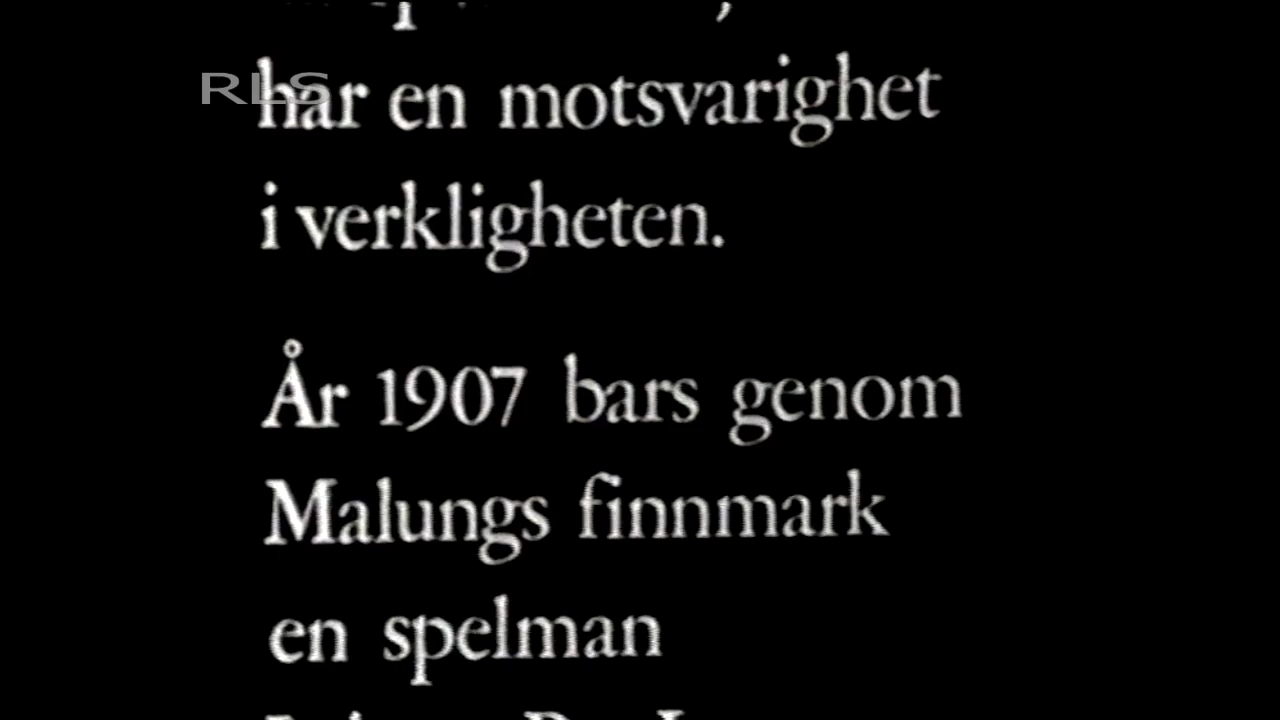 RLS
har en motsvarighet
i verkligheten.
År 1907 bars genom
Malungs finnmark
en spelman